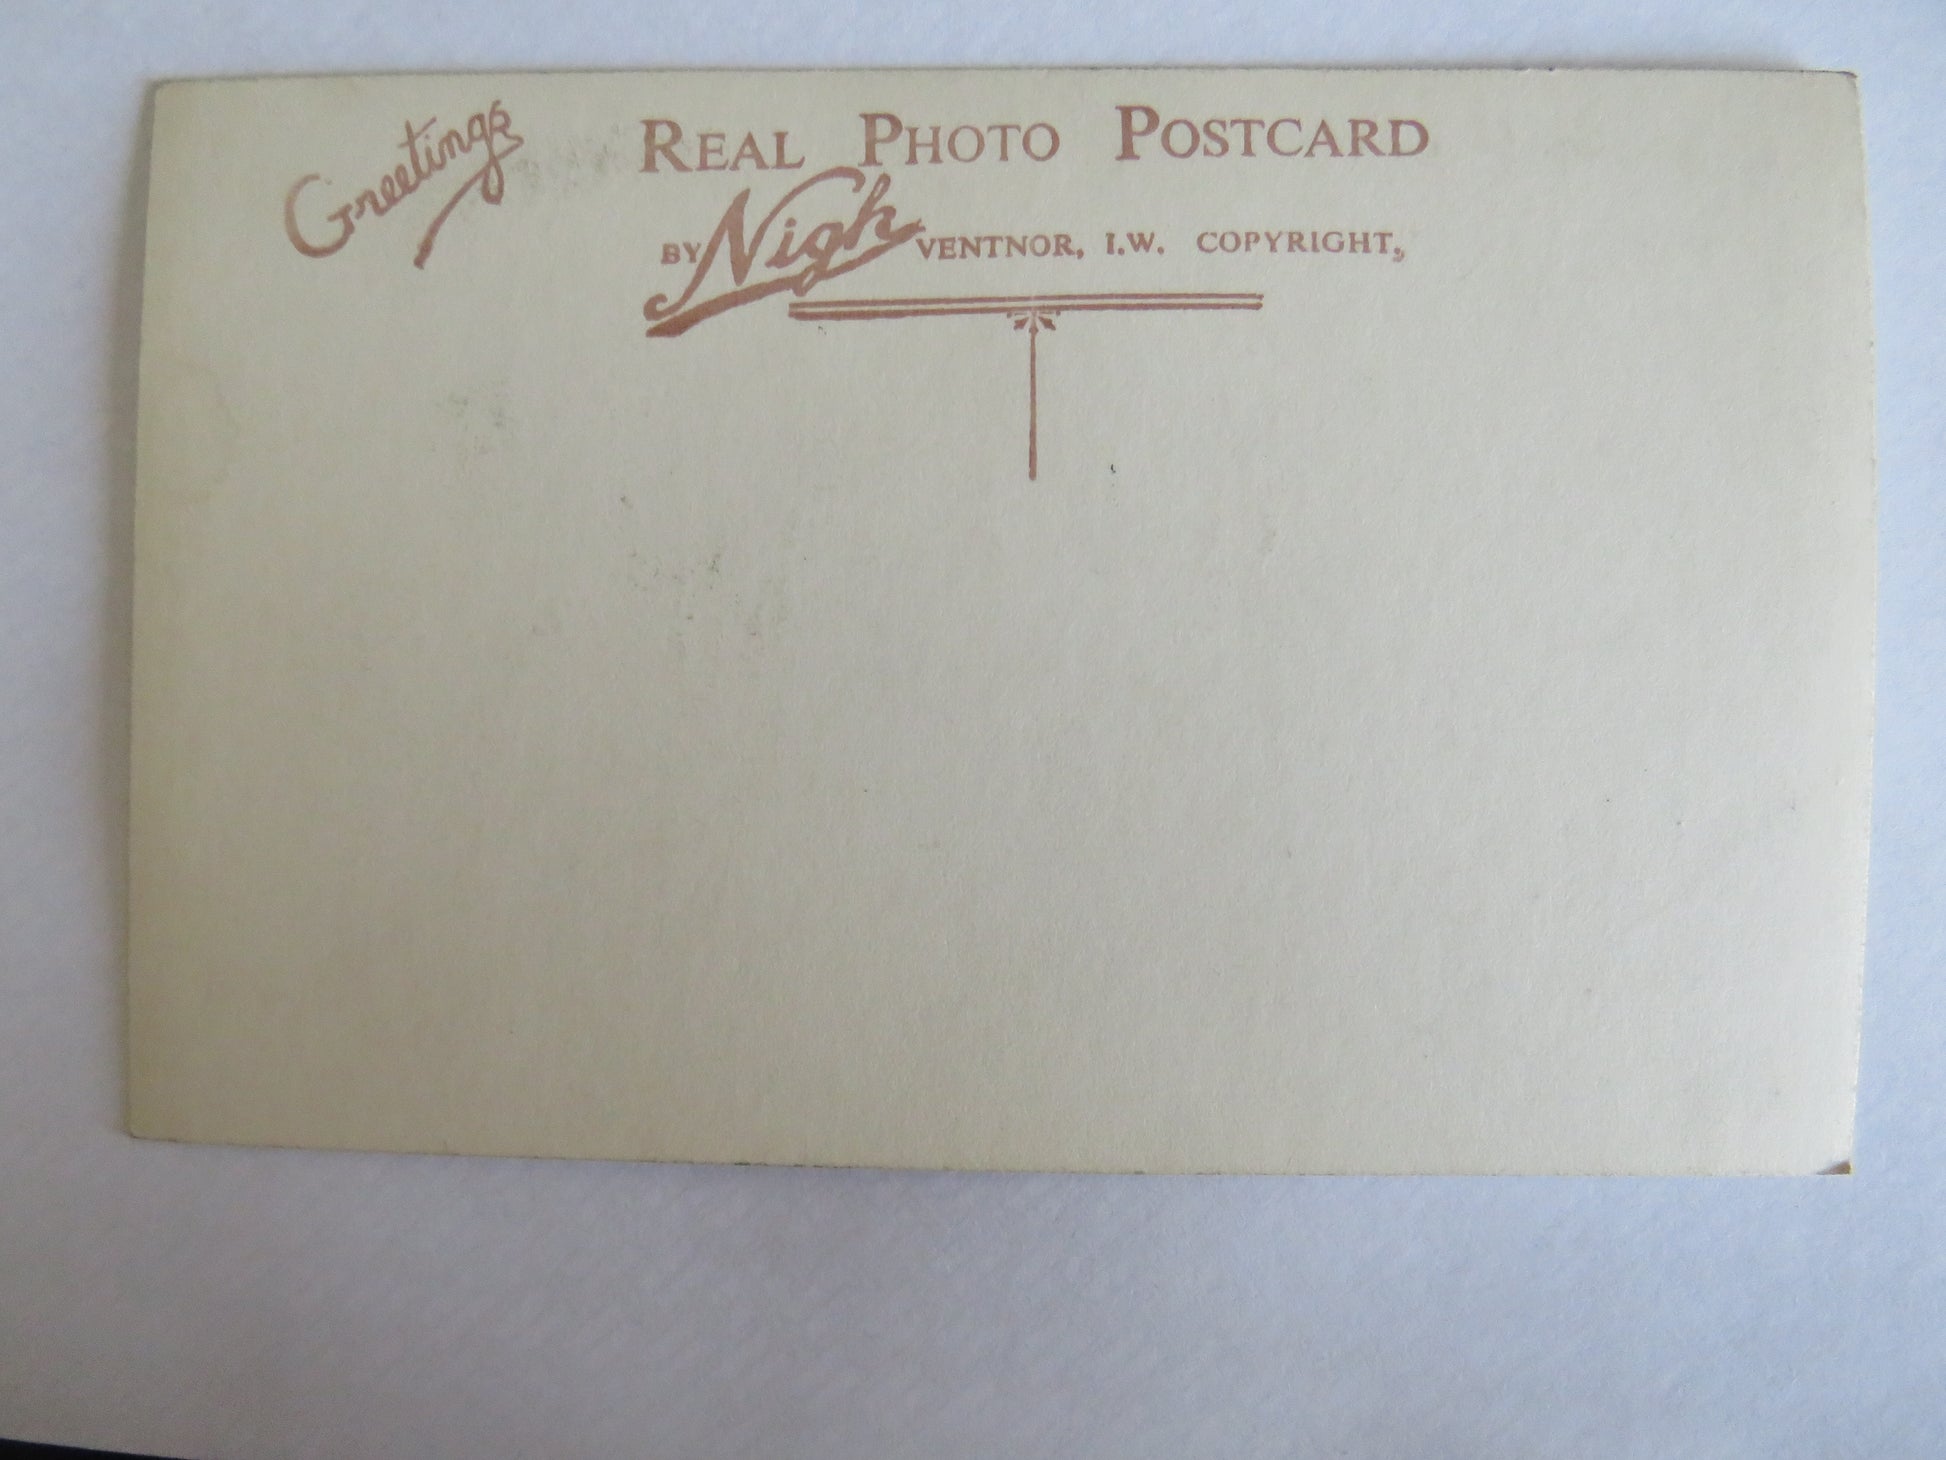 Greetings
REAL PHOTO POSTCARD
BY Nigh VENTNOR, I.W. COPYRIGHT,